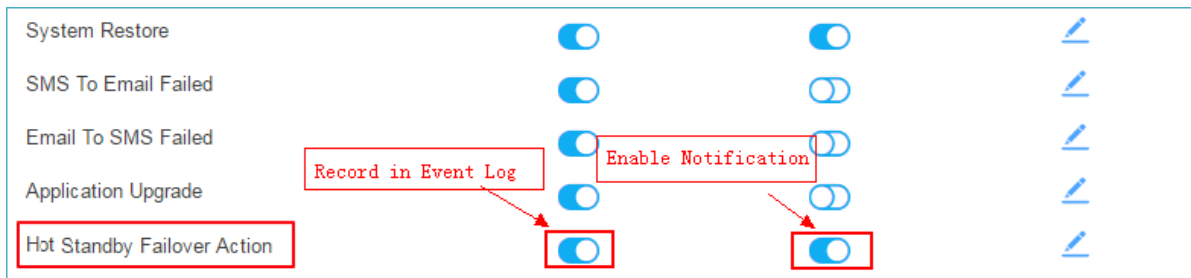 System Restore
SMS To Email Failed
Email To SMS Failed
Record in Event Log
Enable Notification
Application Upgrade
Hot Standby Failover Action